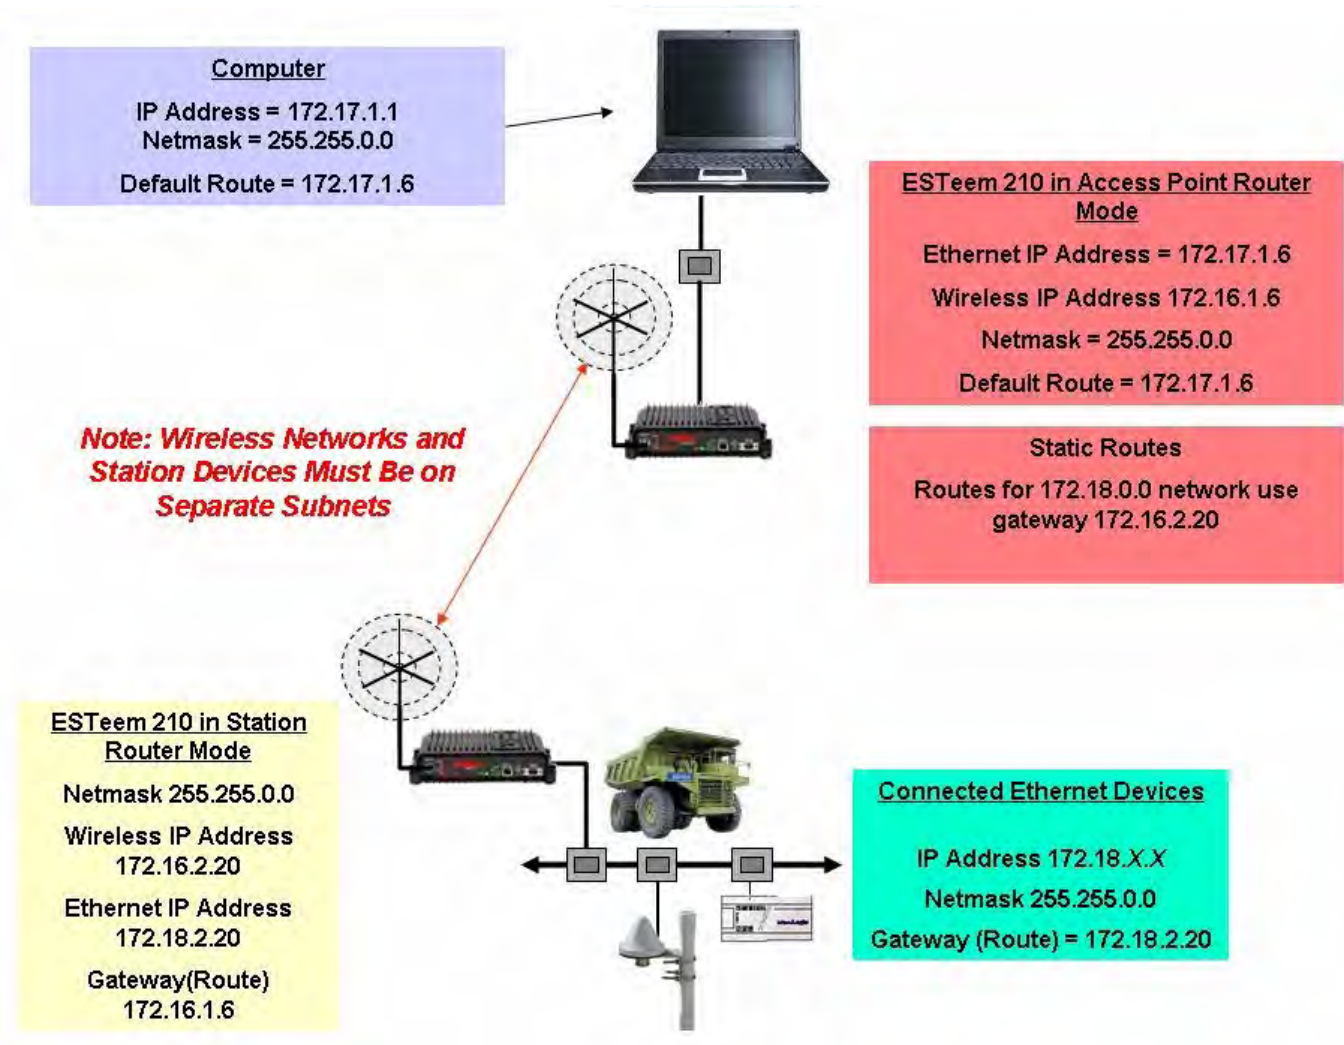 Computer
IP Address = 172.17.1.1
Netmask = 255.255.0.0
Default Route = 172.17.1.6
ESTeem 210 in Access Point Router
Mode
Ethernet IP Address = 172.17.1.6
Wireless IP Address 172.16.1.6
Netmask = 255.255.0.0
Default Route = 172.17.1.6
Static Routes
Routes for 172.18.0.0 network use
gateway 172.16.2.20
Note: Wireless Networks and
Station Devices Must Be on
Separate Subnets
ESTeem 210 in Station
Router Mode
Netmask 255.255.0.0
Wireless IP Address
172.16.2.20
Ethernet IP Address
172.18.2.20
Gateway(Route)
172.16.1.6
Connected Ethernet Devices
IP Address 172.18.X.X
Netmask 255.255.0.0
Gateway (Route) = 172.18.2.20